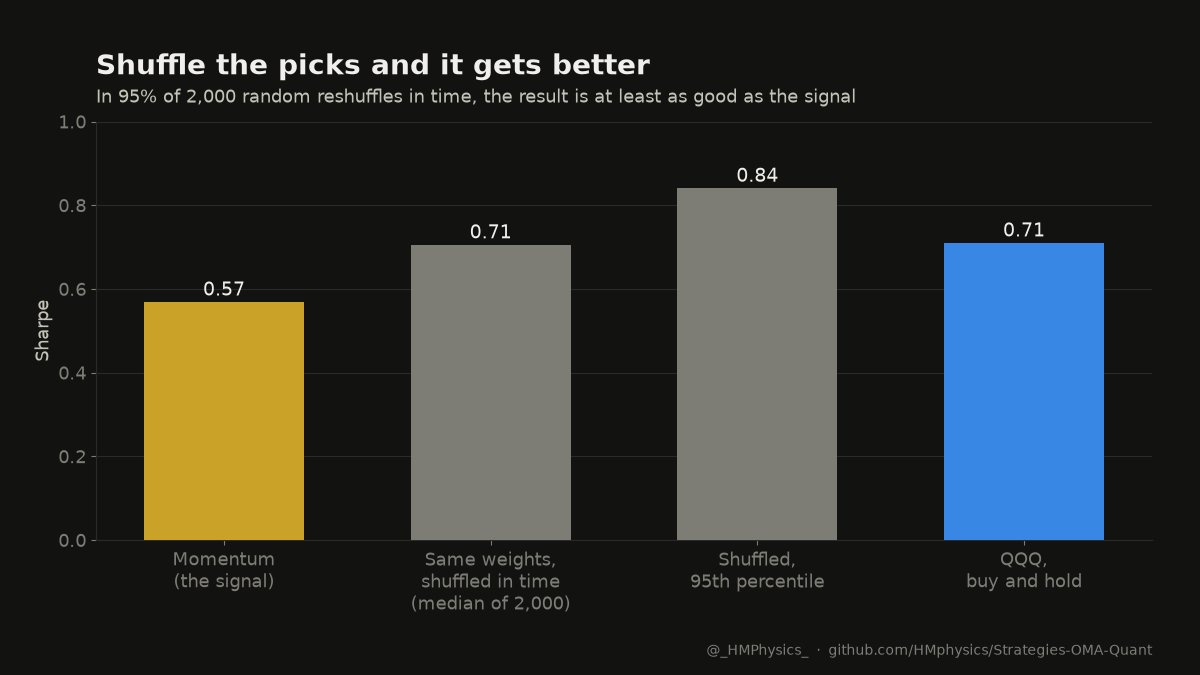 Shuffle the picks and it gets better
In 95% of 2,000 random reshuffles in time, the result is at least as good as the signal
1.0
0.8
0.6
0.4
0.2
0.0
Sharpe
0.57
0.71
0.84
0.71
Momentum
(the signal)
Same weights,
shuffled in time
(median of 2,000)
Shuffled,
95th percentile
QQQ,
buy and hold
@_HMPhysics_ · github.com/HMphysics/Strategies-OMA-Quant